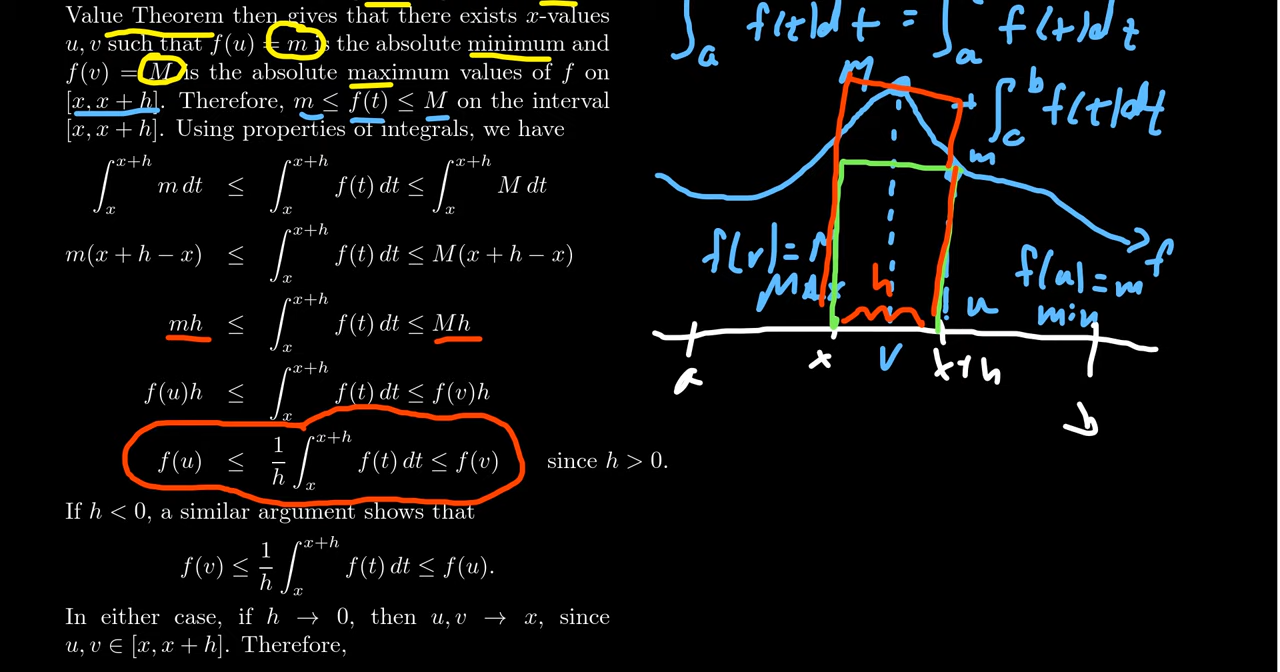 Value Theorem then gives that there exists x-values
u, v such that f(u) = m is the absolute minimum and
f(v) = M is the absolute maximum values of f on
[x, x + h]. Therefore, m ≤ f(t) ≤ M on the interval
[x, x + h]. Using properties of integrals, we have
∫_x^{x+h} m dt ≤ ∫_x^{x+h} f(t) dt ≤ ∫_x^{x+h} M dt
m(x + h − x) ≤ ∫_x^{x+h} f(t) dt ≤ M(x + h − x)
mh ≤ ∫_x^{x+h} f(t) dt ≤ Mh
f(u)h ≤ ∫_x^{x+h} f(t) dt ≤ f(v)h
f(u) ≤ 1/h ∫_x^{x+h} f(t) dt ≤ f(v) since h > 0.
If h < 0, a similar argument shows that
f(v) ≤ 1/h ∫_x^{x+h} f(t) dt ≤ f(u).
In either case, if h → 0, then u, v → x, since
u, v ∈ [x, x + h]. Therefore,
∫_a f(t)dt = ∫_a f(t)dt
+ ∫_c^b f(t)dt
M
m
f(v) =
Max
h
f
f(u) = m
min
u
a
x
v
x+h
b